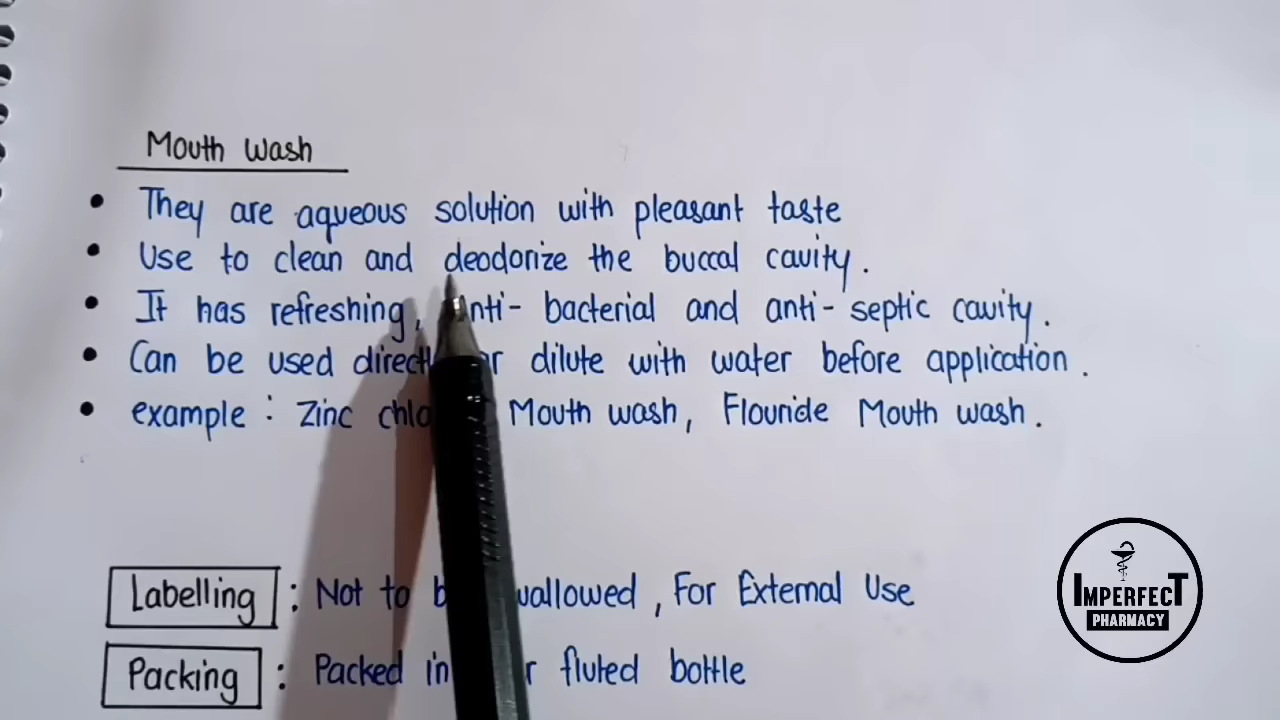 Mouth Wash
• They are aqueous solution with pleasant taste
• Use to clean and deodorize the buccal cavity.
• It has refreshing, anti- bacterial and anti- septic cavity.
• Can be used dilute with water before application.
• example : Zinc Mouth wash, Flouride Mouth wash.
Labelling : Not to swallowed , For External Use
Packing : Packed in fluted bottle
IMPERFECT
PHARMACY